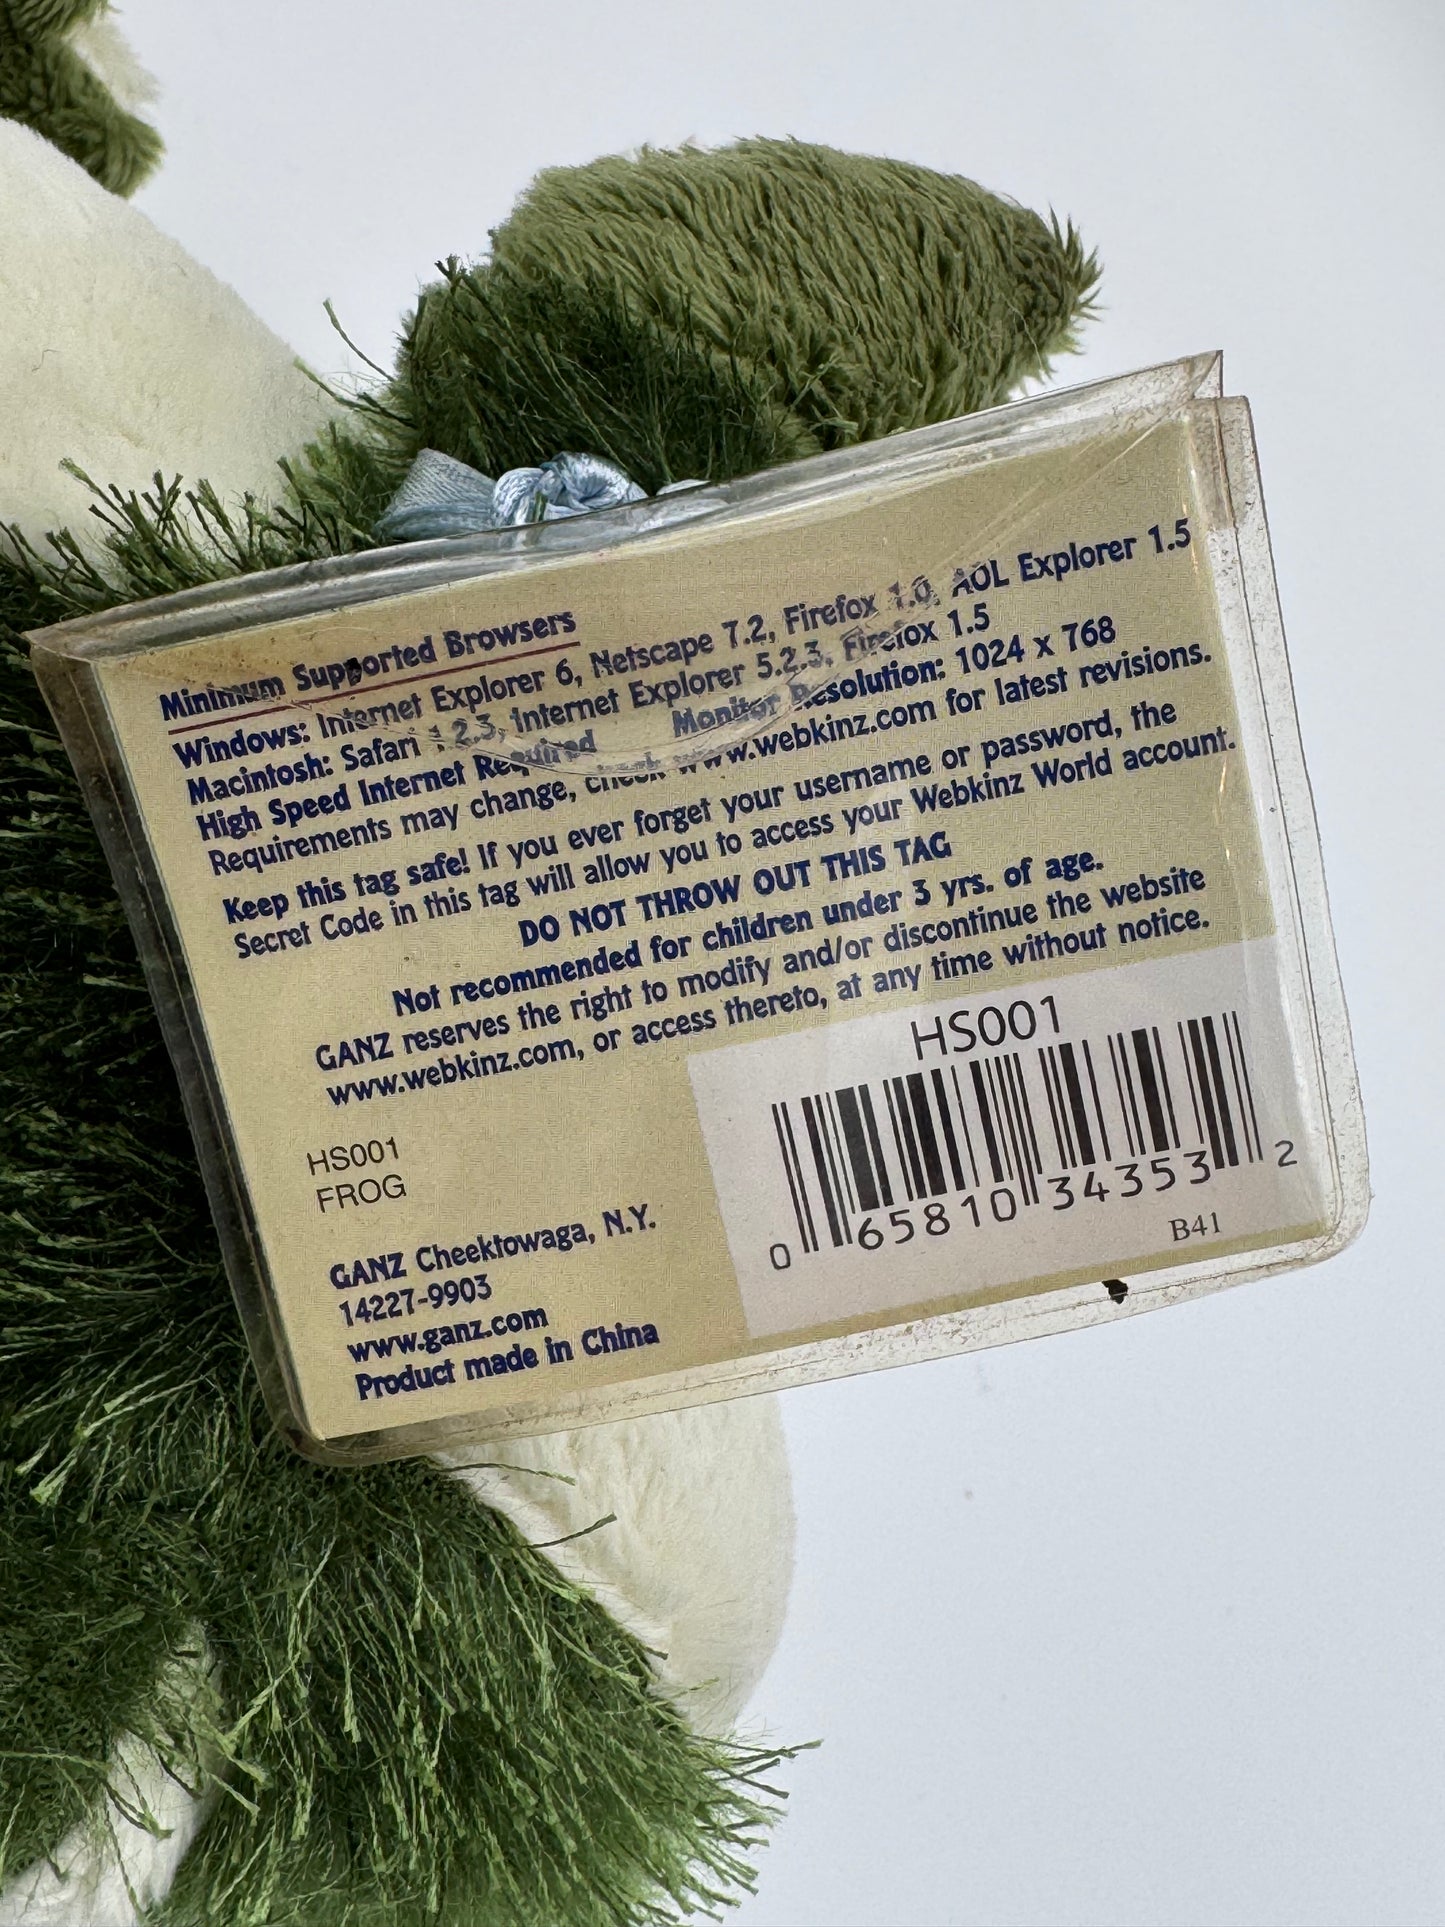 Minimum Supported Browsers
Windows: Internet Explorer 6, Netscape 7.2, Firefox 1.0, AOL Explorer 1.5
Macintosh: Safari 1.2.3, Internet Explorer 5.2.3, Firefox 1.5
High Speed Internet Required Monitor Resolution: 1024 x 768
Requirements may change, check www.webkinz.com for latest revisions.
Keep this tag safe! If you ever forget your username or password, the
Secret Code in this tag will allow you to access your Webkinz World account.
DO NOT THROW OUT THIS TAG
Not recommended for children under 3 yrs. of age.
GANZ reserves the right to modify and/or discontinue the website
www.webkinz.com, or access thereto, at any time without notice.
HS001
FROG
GANZ Cheektowaga, N.Y.
14227-9903
www.ganz.com
Product made in China
HS001
0 65810 34353 2
B41